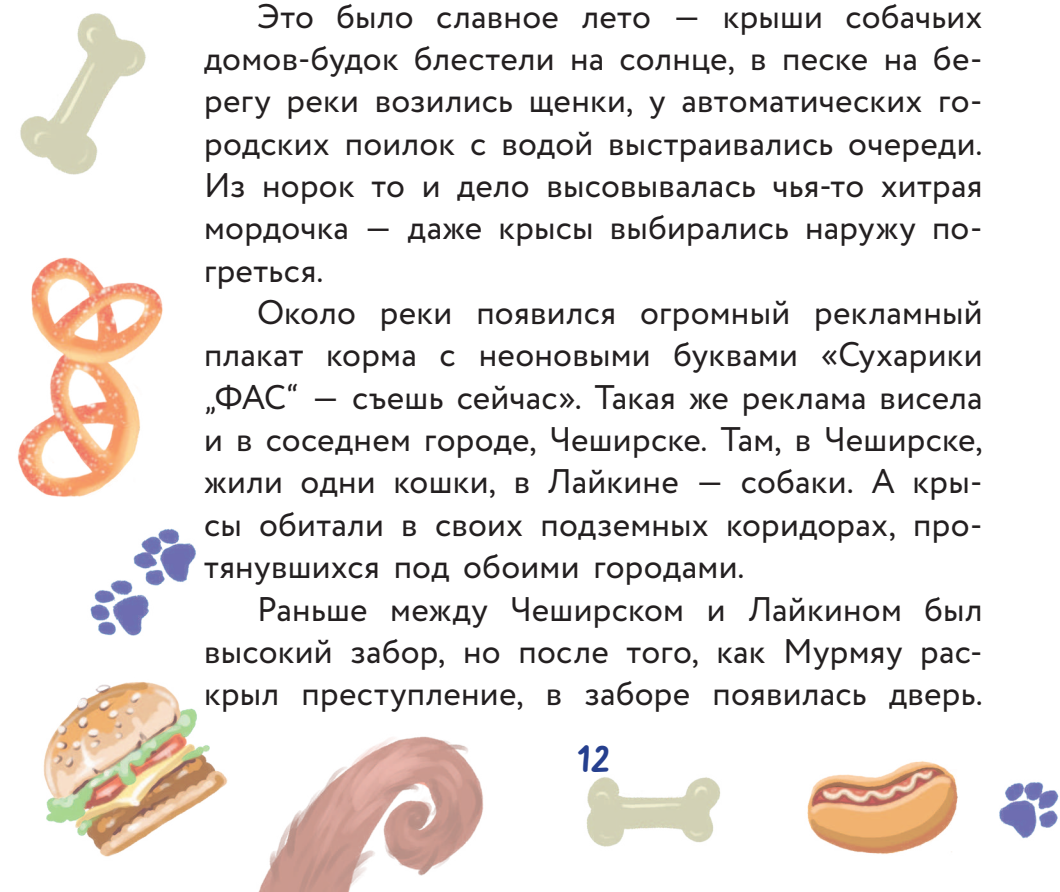 Это было славное лето — крыши собачьих
домов-будок блестели на солнце, в песке на бе-
регу реки возились щенки, у автоматических го-
родских поилок с водой выстраивались очереди.
Из норок то и дело высовывалась чья-то хитрая
мордочка — даже крысы выбирались наружу по-
греться.
Около реки появился огромный рекламный
плакат корма с неоновыми буквами «Сухарики
„ФАС“ — съешь сейчас». Такая же реклама висела
и в соседнем городе, Чеширске. Там, в Чеширске,
жили одни кошки, в Лайкине — собаки. А кры-
сы обитали в своих подземных коридорах, про-
тянувшихся под обоими городами.
Раньше между Чеширском и Лайкином был
высокий забор, но после того, как Мурмяу рас-
крыл преступление, в заборе появилась дверь.
12